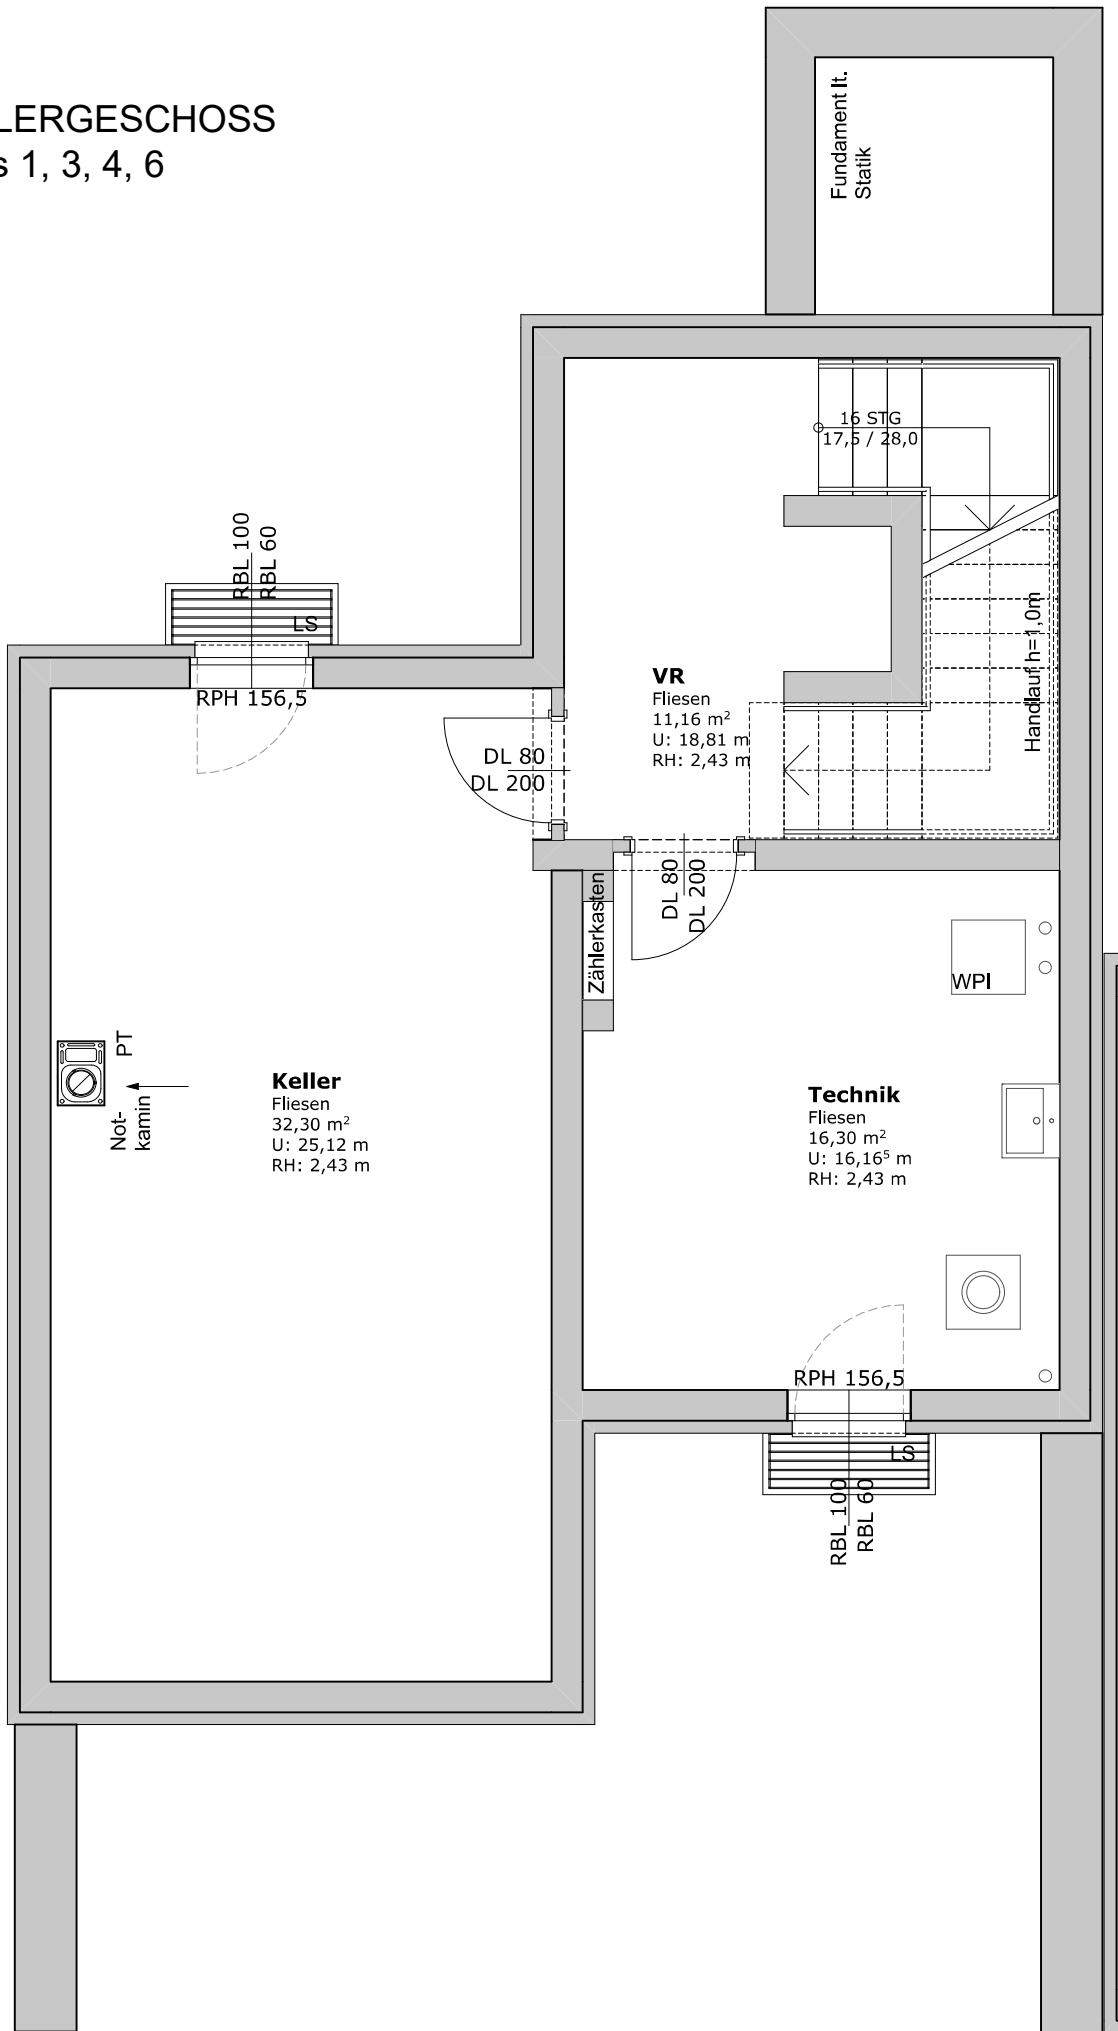 LERGESCHOSS
s 1, 3, 4, 6
Fundament lt.
Statik
16 STG
17,5 / 28,0
RBL 100
RBL 60
LS
RPH 156,5
VR
Fliesen
11,16 m²
U: 18,81 m
RH: 2,43 m
Handlauf h=1,0m
DL 80
DL 200
DL 80
DL 200
Zählerkasten
WPI
PT
Not-
kamin
Keller
Fliesen
32,30 m²
U: 25,12 m
RH: 2,43 m
Technik
Fliesen
16,30 m²
U: 16,16⁵ m
RH: 2,43 m
RPH 156,5
LS
RBL 100
RBL 60